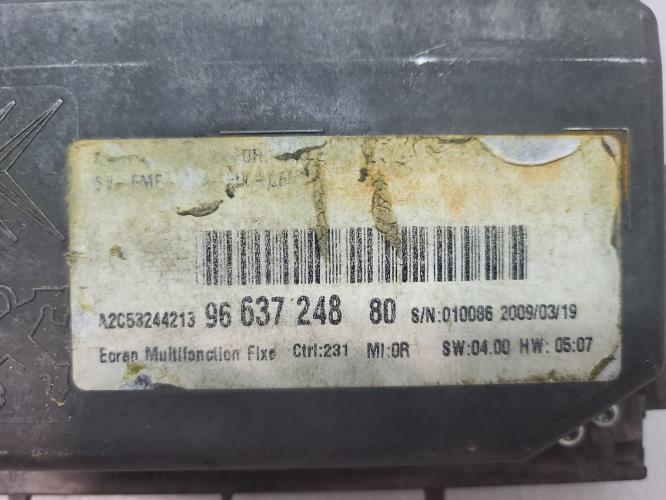 A2C53244213 96 637 248 80 S/N:010086 2009/03/19
Ecran Multifonction Fixe Ctrl:231 MI:0R SW:04.00 HW: 05:07